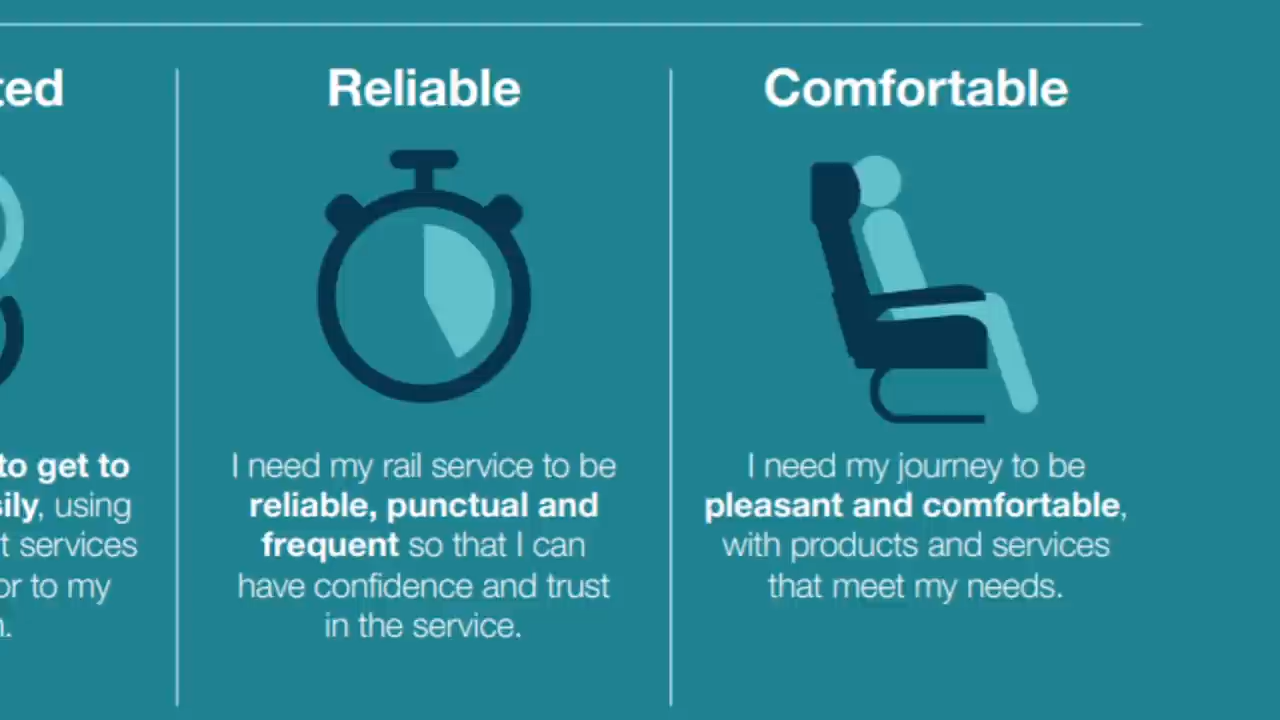 ted
to get to
sily, using
t services
or to my
n.
Reliable
I need my rail service to be
reliable, punctual and
frequent so that I can
have confidence and trust
in the service.
Comfortable
I need my journey to be
pleasant and comfortable,
with products and services
that meet my needs.